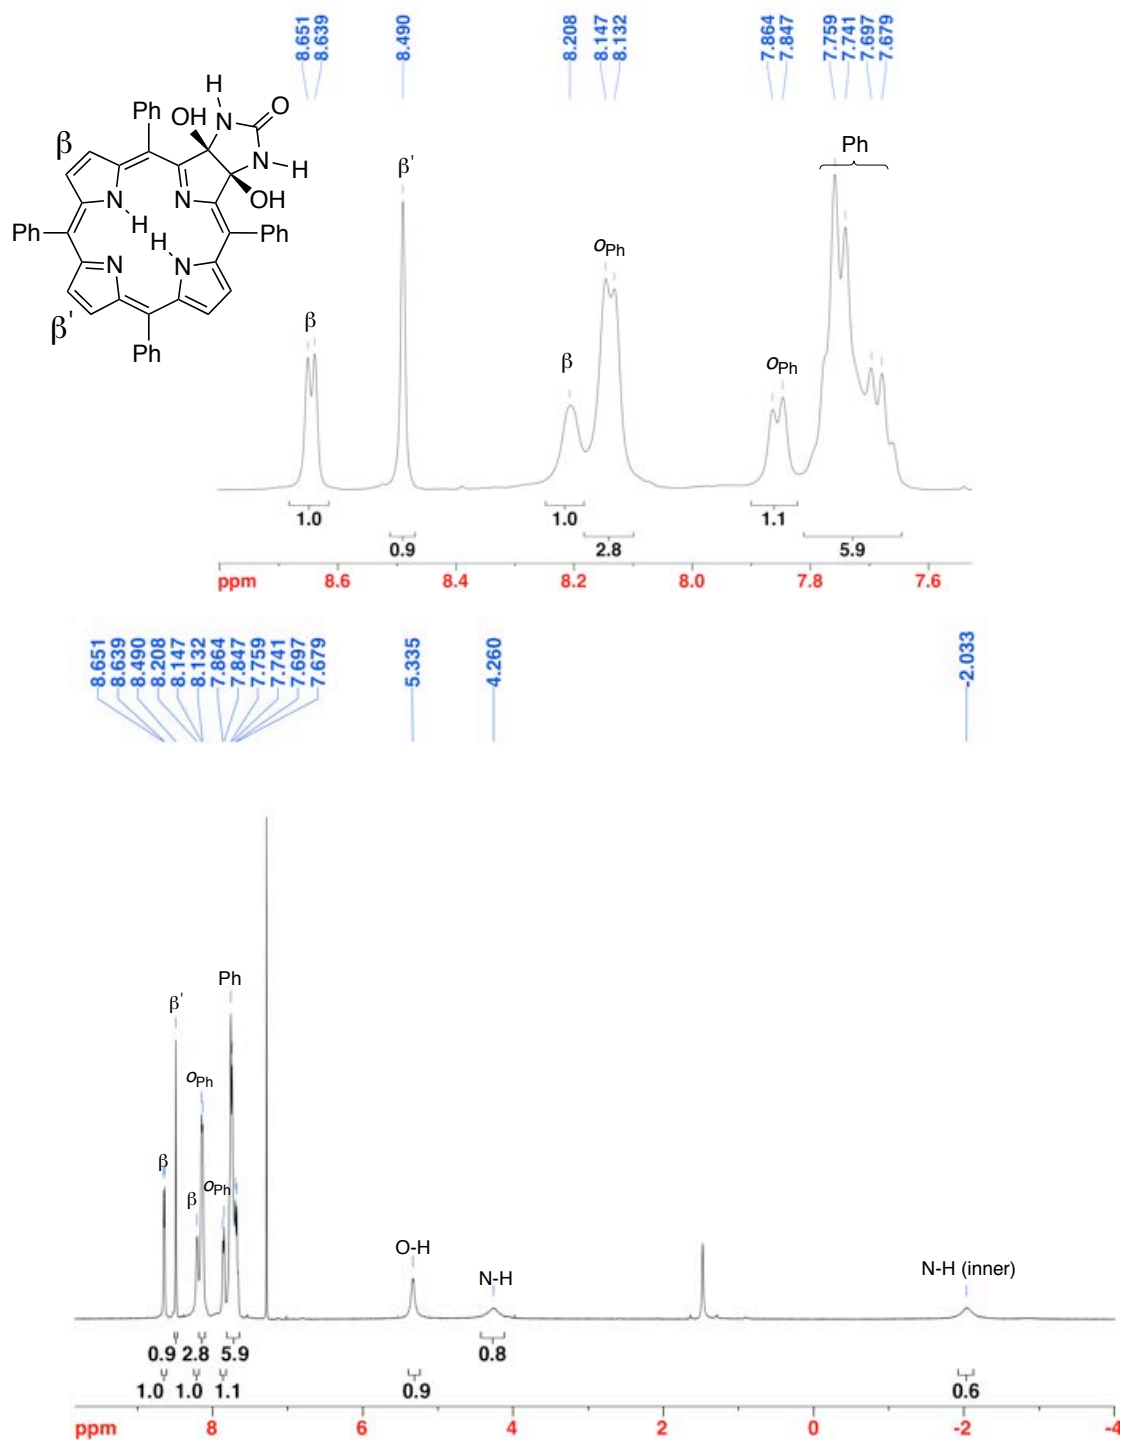 8.651
8.639
8.490
8.208
8.147
8.132
7.864
7.847
7.759
7.741
7.697
7.679
H
Ph
OH
N
O
β
N
H
OH
N
N
H
Ph
H
Ph
N
N
β'
Ph
β
β'
β
oPh
oPh
Ph
1.0
0.9
1.0
2.8
1.1
5.9
ppm 8.6 8.4 8.2 8.0 7.8 7.6
8.651
8.639
8.490
8.208
8.147
8.132
7.864
7.847
7.759
7.741
7.697
7.679
5.335
4.260
-2.033
Ph
β'
oPh
β
β
oPh
O-H
N-H
N-H (inner)
0.9 2.8 5.9 0.8
1.0 1.0 1.1 0.9 0.6
ppm 8 6 4 2 0 -2 -4